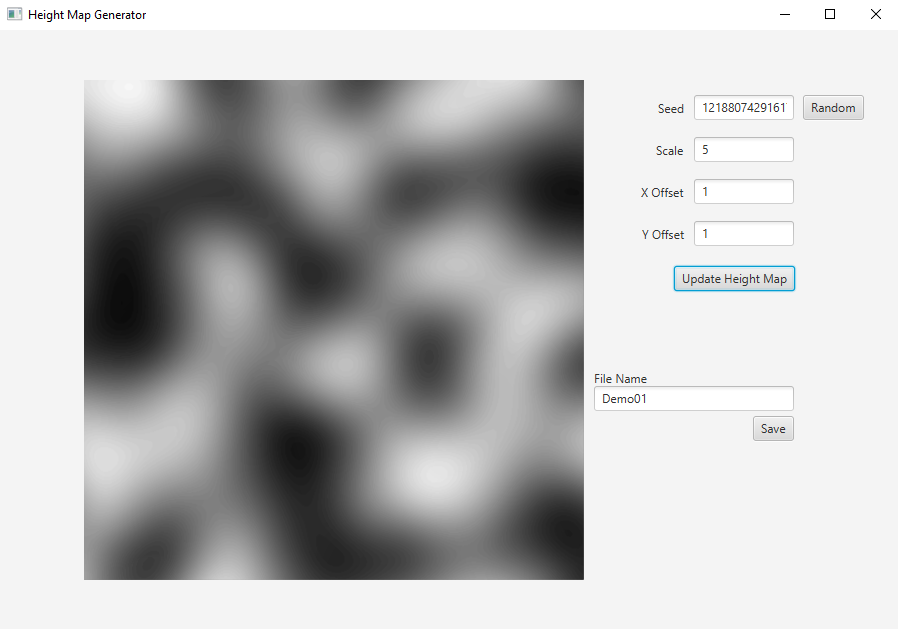 Height Map Generator
Seed 1218807429161 Random
Scale 5
X Offset 1
Y Offset 1
Update Height Map
File Name
Demo01
Save